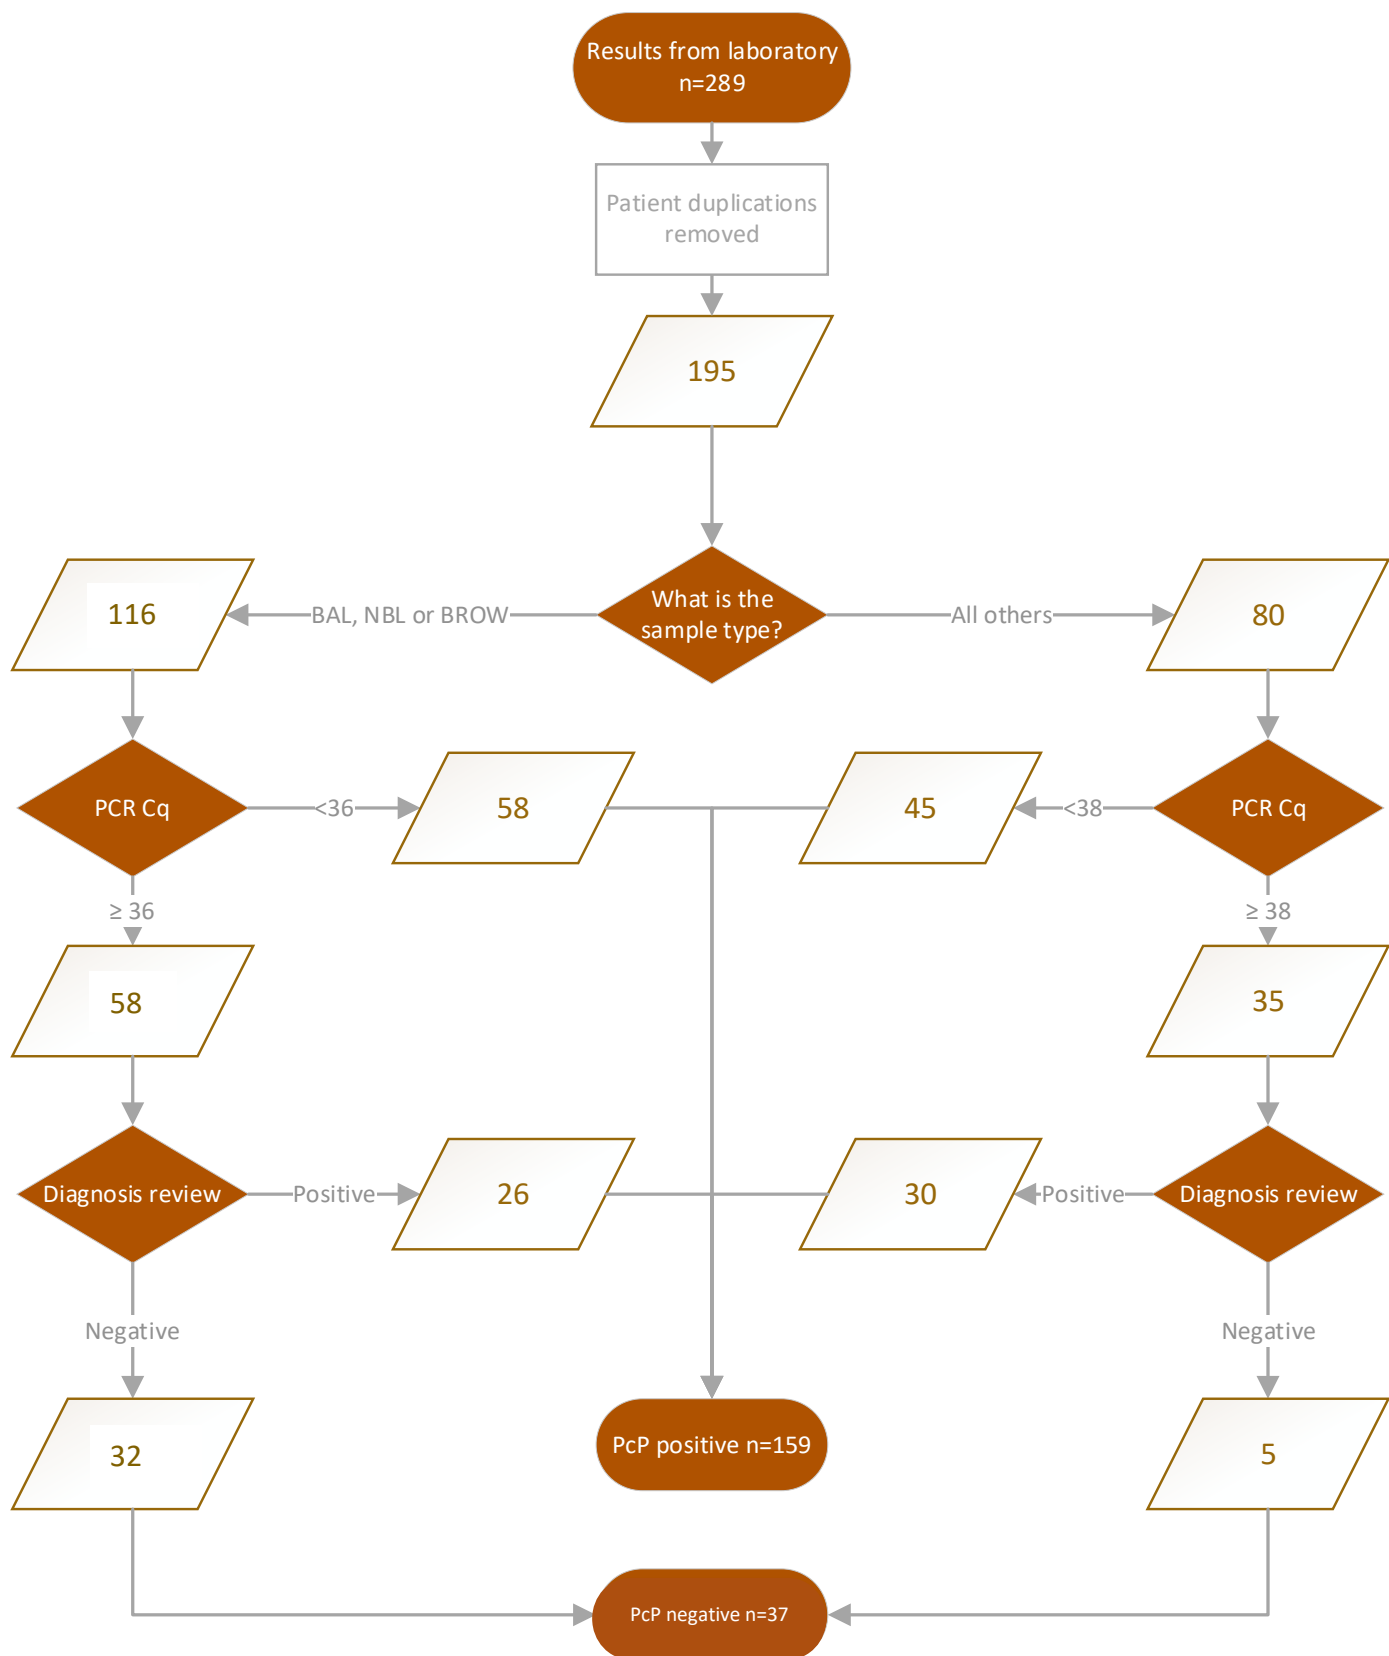 Results from laboratory
n=289
Patient duplications
removed
195
What is the
sample type?
BAL, NBL or BROW
All others
116
80
PCR Cq
<36
58
45
<38
PCR Cq
≥ 36
≥ 38
58
35
Diagnosis review
Positive
26
30
Positive
Diagnosis review
Negative
Negative
32
PcP positive n=159
5
PcP negative n=37